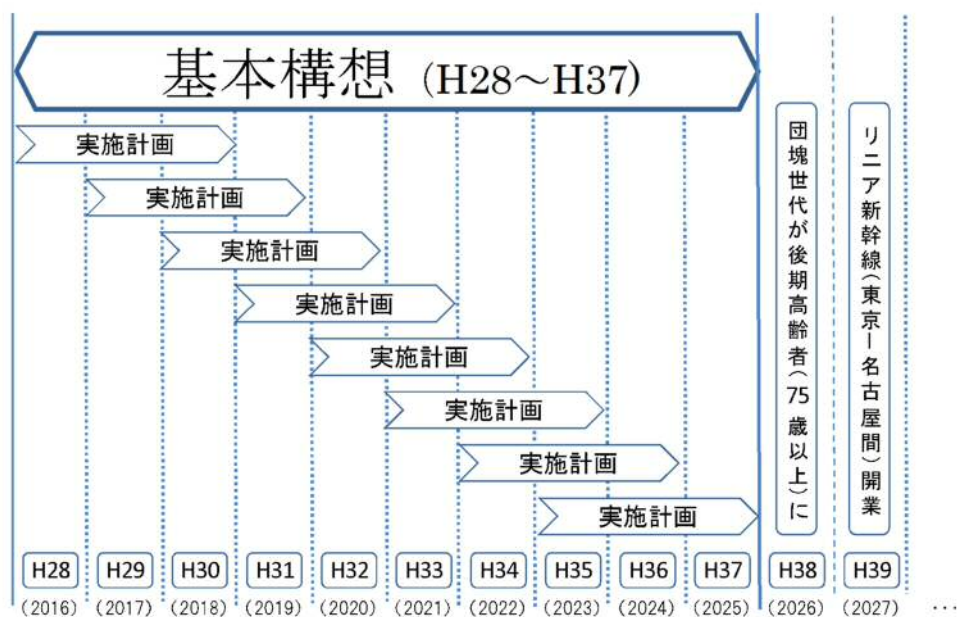 基本構想 (H28～H37)
実施計画
実施計画
実施計画
実施計画
実施計画
実施計画
実施計画
実施計画
団塊世代が後期高齢者(75歳以上)に
リニア新幹線(東京ー名古屋間)開業
H28 H29 H30 H31 H32 H33 H34 H35 H36 H37 H38 H39
(2016) (2017) (2018) (2019) (2020) (2021) (2022) (2023) (2024) (2025) (2026) (2027) …